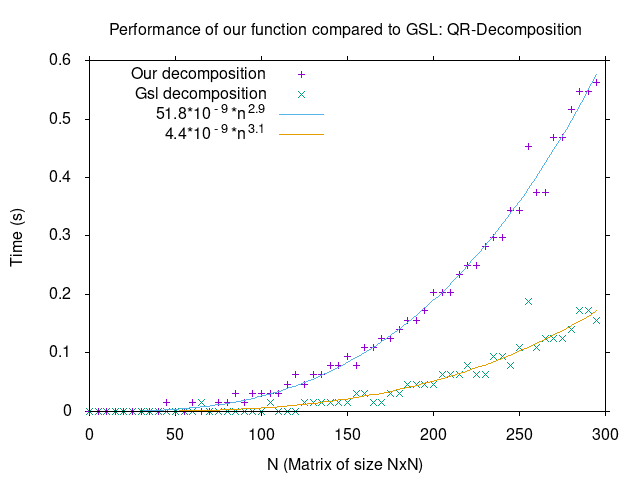 Performance of our function compared to GSL: QR-Decomposition
Our decomposition
Gsl decomposition
51.8*10^-9*n^2.9
4.4*10^-9*n^3.1
0.6
0.5
0.4
0.3
0.2
0.1
0
Time (s)
0 50 100 150 200 250 300
N (Matrix of size NxN)